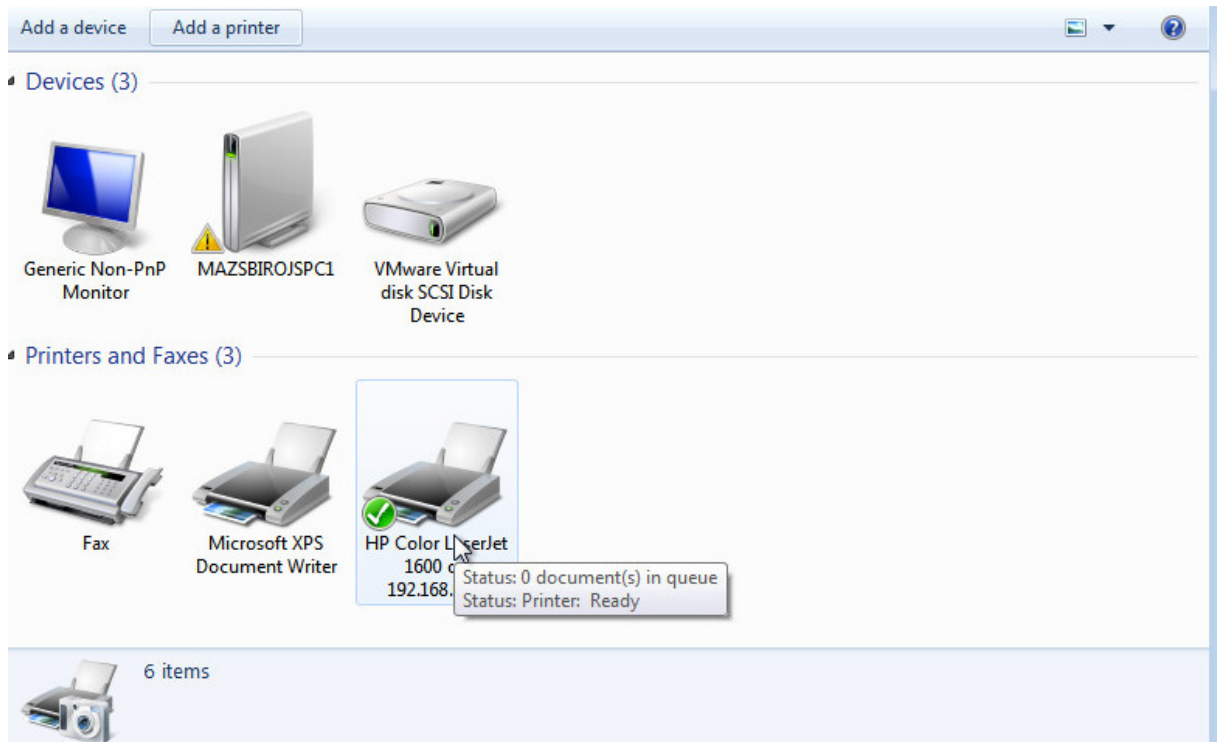 Add a device
Add a printer
Devices (3)
Generic Non-PnP
Monitor
MAZSBIROJSPC1
VMware Virtual
disk SCSI Disk
Device
Printers and Faxes (3)
Fax
Microsoft XPS
Document Writer
HP Color LaserJet
1600
192.168.
Status: 0 document(s) in queue
Status: Printer: Ready
6 items